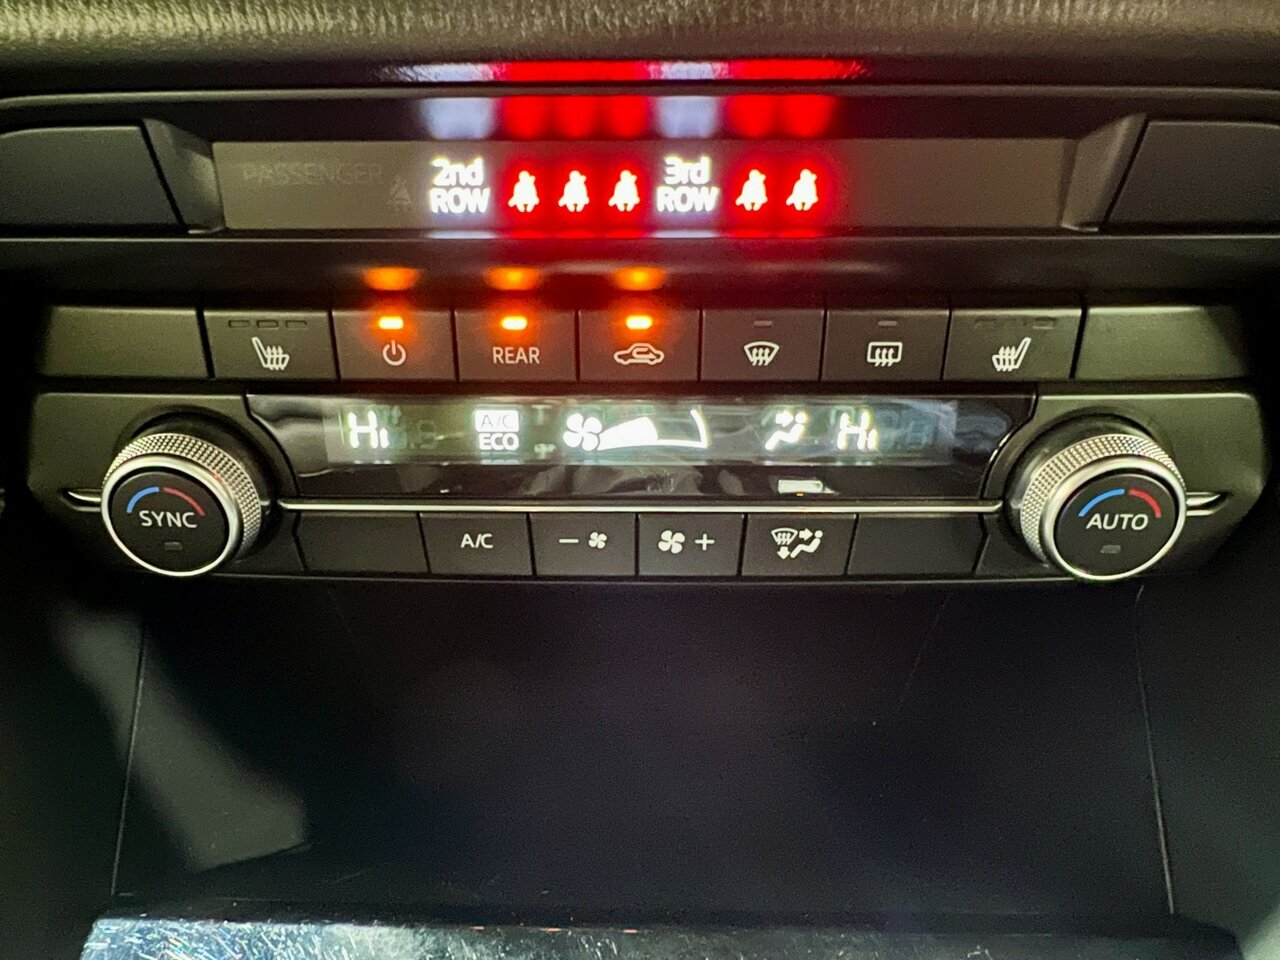 PASSENGER
2nd ROW 3rd ROW
REAR
Hi A/C ECO Hi
SYNC
AUTO
A/C